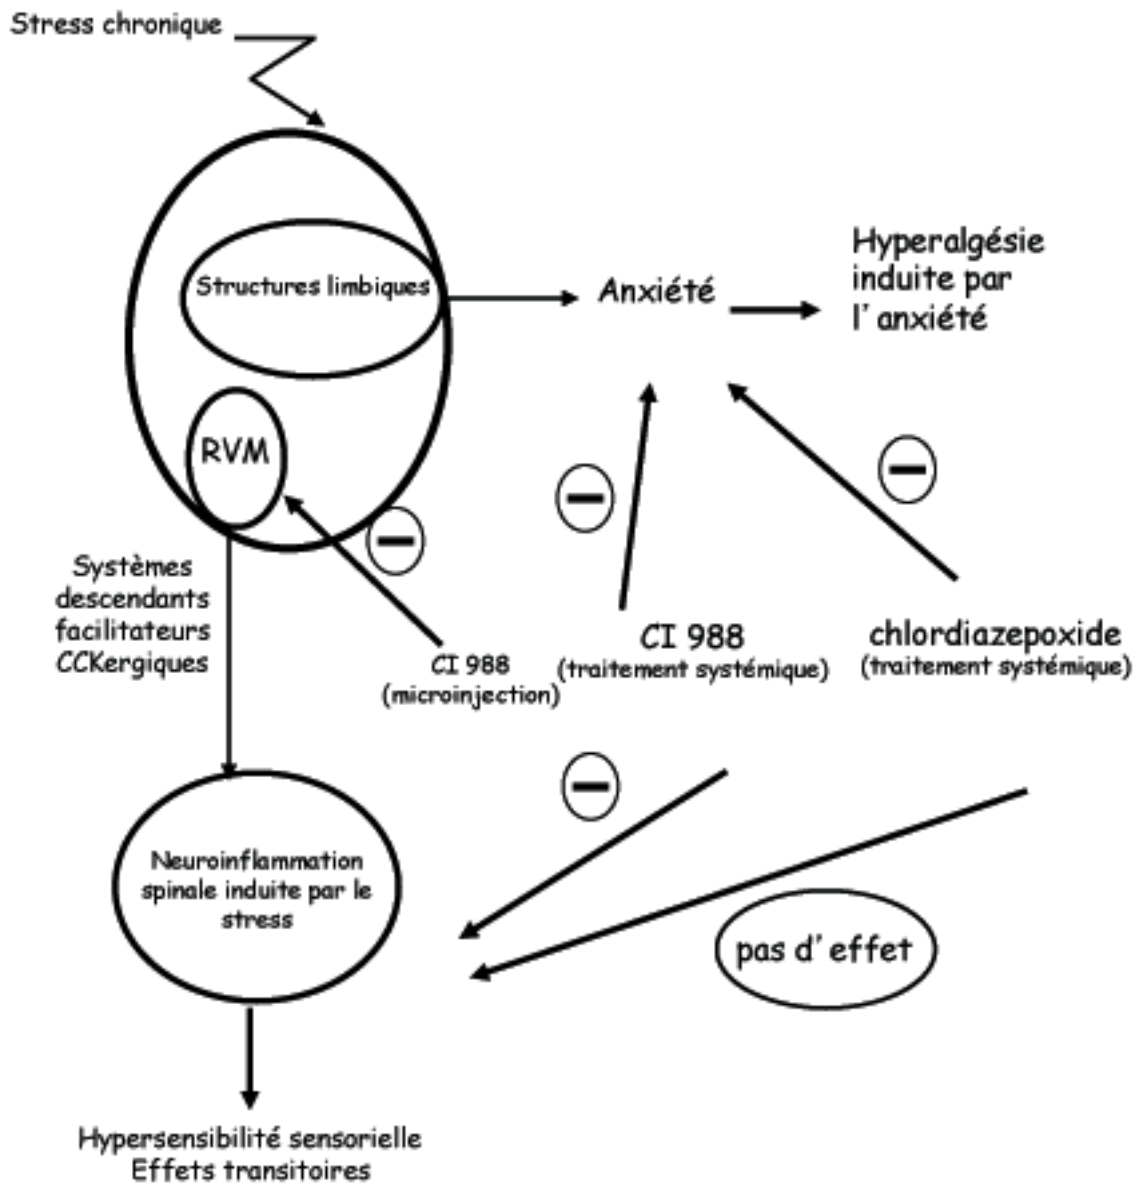 Stress chronique
Structures limbiques
Anxiété
Hyperalgésie
induite par
l'anxiété
RVM
Systèmes
descendants
facilitateurs
CCKergiques
CI 988
(microinjection)
CI 988
(traitement systémique)
chlordiazepoxide
(traitement systémique)
Neuroinflammation
spinale induite par le
stress
pas d'effet
Hypersensibilité sensorielle
Effets transitoires